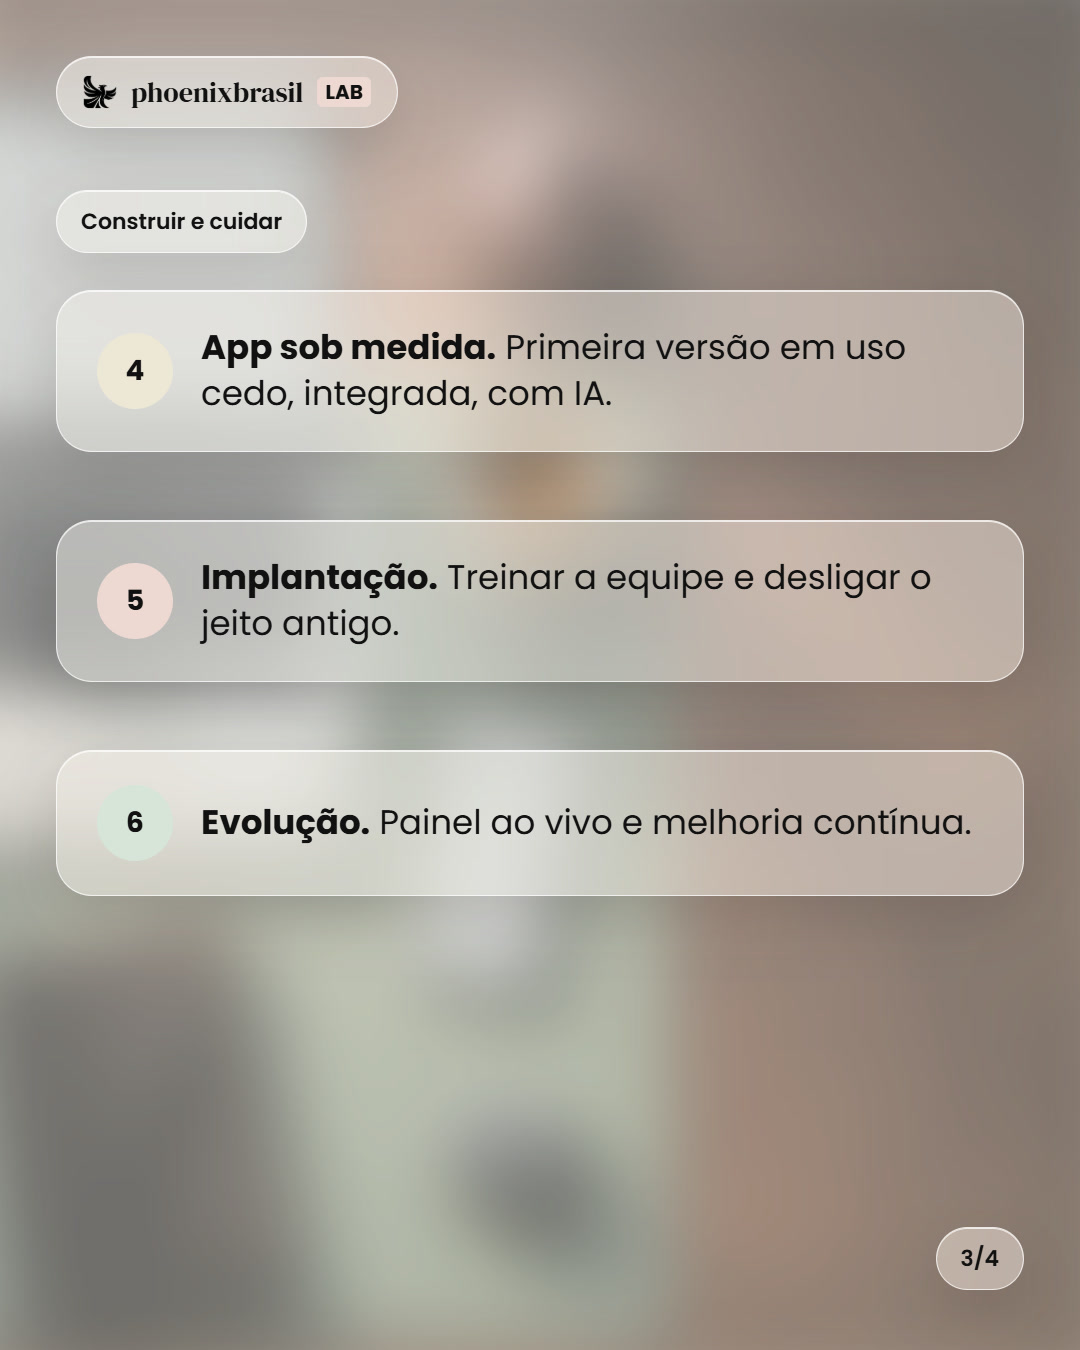 phoenixbrasil LAB
Construir e cuidar
4
App sob medida. Primeira versão em uso
cedo, integrada, com IA.
5
Implantação. Treinar a equipe e desligar o
jeito antigo.
6
Evolução. Painel ao vivo e melhoria contínua.
3/4